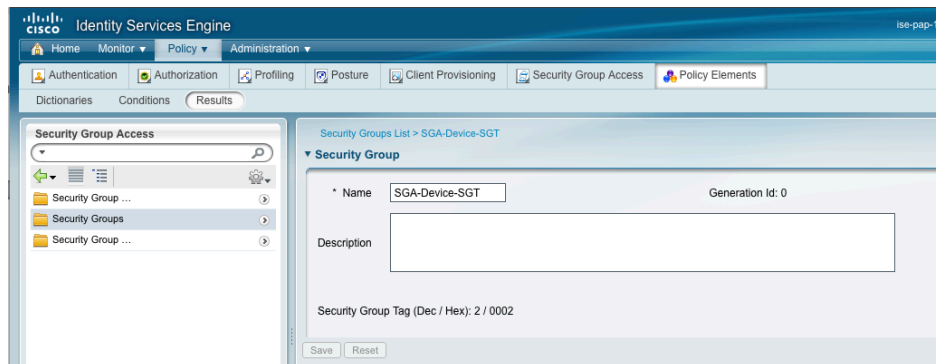 cisco Identity Services Engine
ise-pap-1
Home Monitor Policy Administration
Authentication Authorization Profiling Posture Client Provisioning Security Group Access Policy Elements
Dictionaries Conditions Results
Security Group Access
Security Group ...
Security Groups
Security Group ...
Security Groups List > SGA-Device-SGT
Security Group
* Name SGA-Device-SGT Generation Id: 0
Description
Security Group Tag (Dec / Hex): 2 / 0002
Save Reset